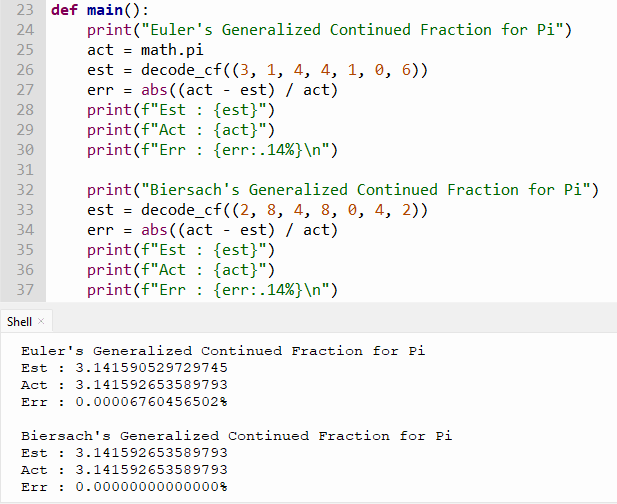 23 def main():
24     print("Euler's Generalized Continued Fraction for Pi")
25     act = math.pi
26     est = decode_cf((3, 1, 4, 4, 1, 0, 6))
27     err = abs((act - est) / act)
28     print(f"Est : {est}")
29     print(f"Act : {act}")
30     print(f"Err : {err:.14%}\n")
31
32     print("Biersach's Generalized Continued Fraction for Pi")
33     est = decode_cf((2, 8, 4, 8, 0, 4, 2))
34     err = abs((act - est) / act)
35     print(f"Est : {est}")
36     print(f"Act : {act}")
37     print(f"Err : {err:.14%}\n")
Shell ×
Euler's Generalized Continued Fraction for Pi
Est : 3.141590529729745
Act : 3.141592653589793
Err : 0.00006760456502%
Biersach's Generalized Continued Fraction for Pi
Est : 3.141592653589793
Act : 3.141592653589793
Err : 0.00000000000000%